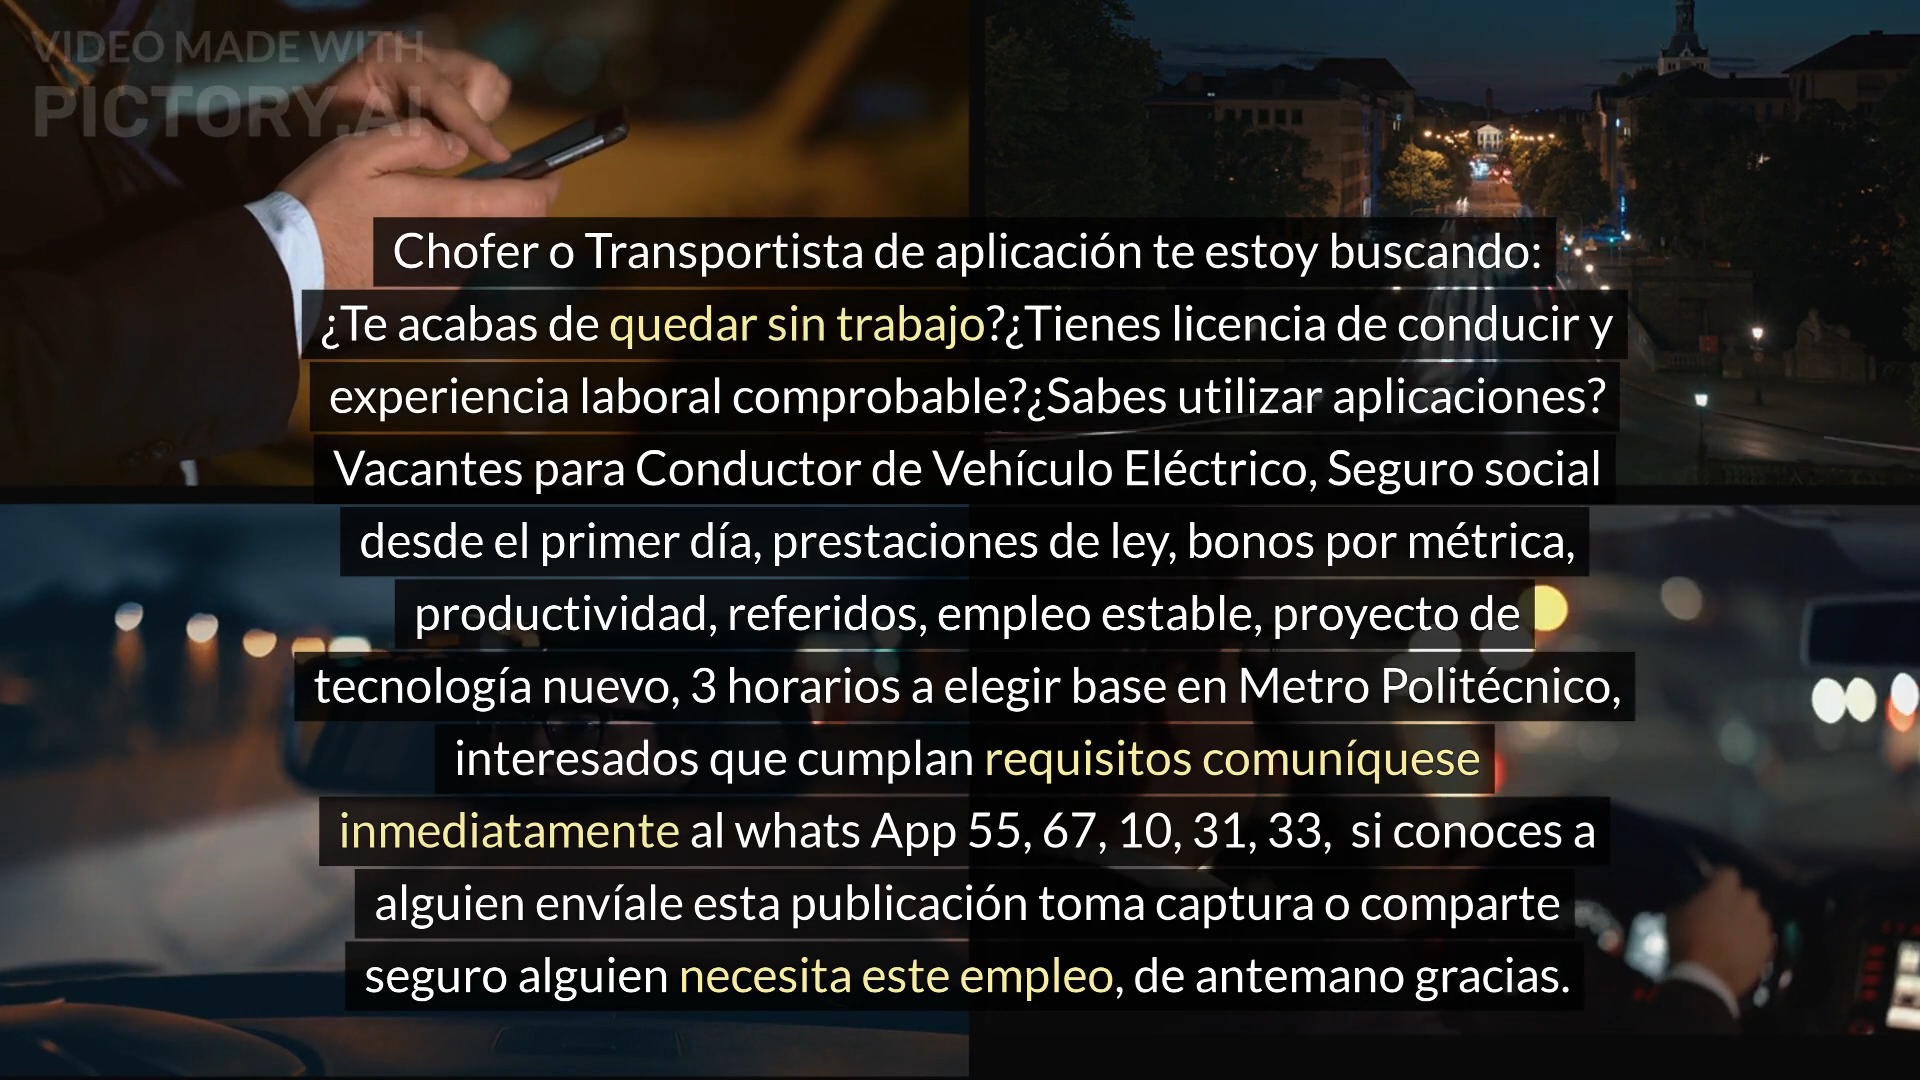 VIDEO MADE WITH
PICTORY.AI
Chofer o Transportista de aplicación te estoy buscando:
¿Te acabas de quedar sin trabajo?¿Tienes licencia de conducir y
experiencia laboral comprobable?¿Sabes utilizar aplicaciones?
Vacantes para Conductor de Vehículo Eléctrico, Seguro social
desde el primer día, prestaciones de ley, bonos por métrica,
productividad, referidos, empleo estable, proyecto de
tecnología nuevo, 3 horarios a elegir base en Metro Politécnico,
interesados que cumplan requisitos comuníquese
inmediatamente al whats App 55, 67, 10, 31, 33,  si conoces a
alguien envíale esta publicación toma captura o comparte
seguro alguien necesita este empleo, de antemano gracias.